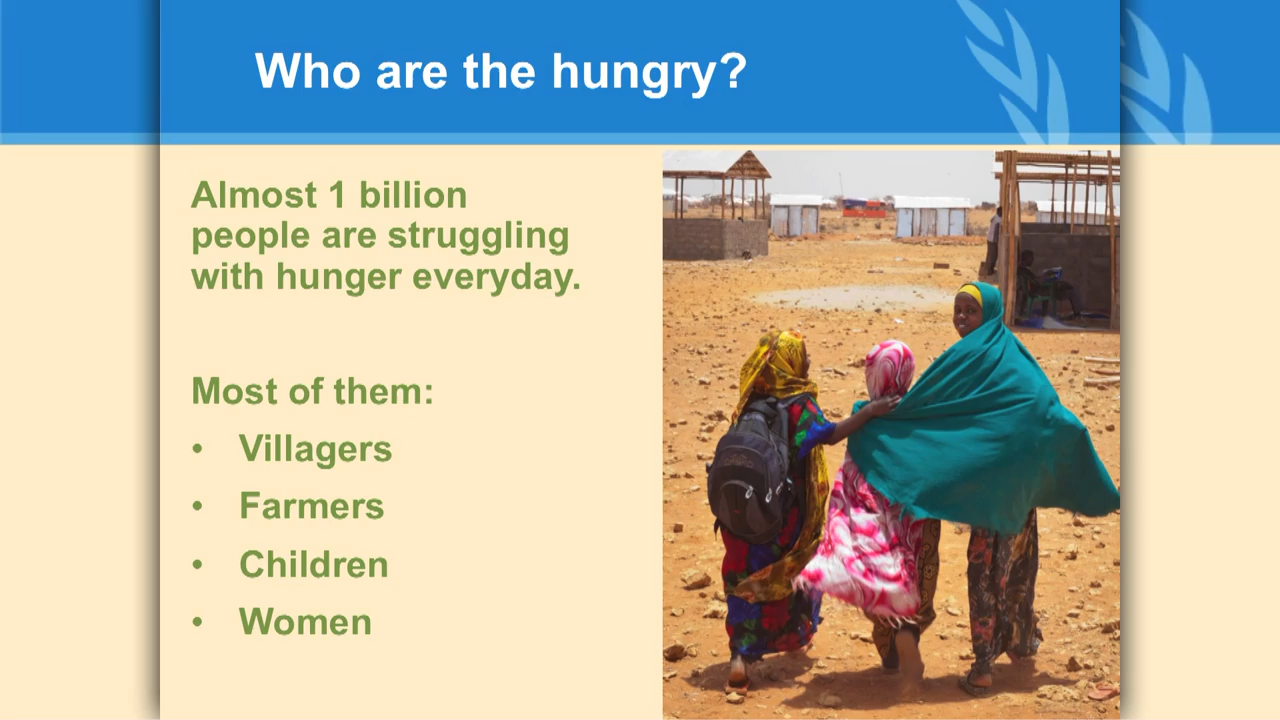 Who are the hungry?
Almost 1 billion
people are struggling
with hunger everyday.
Most of them:
• Villagers
• Farmers
• Children
• Women